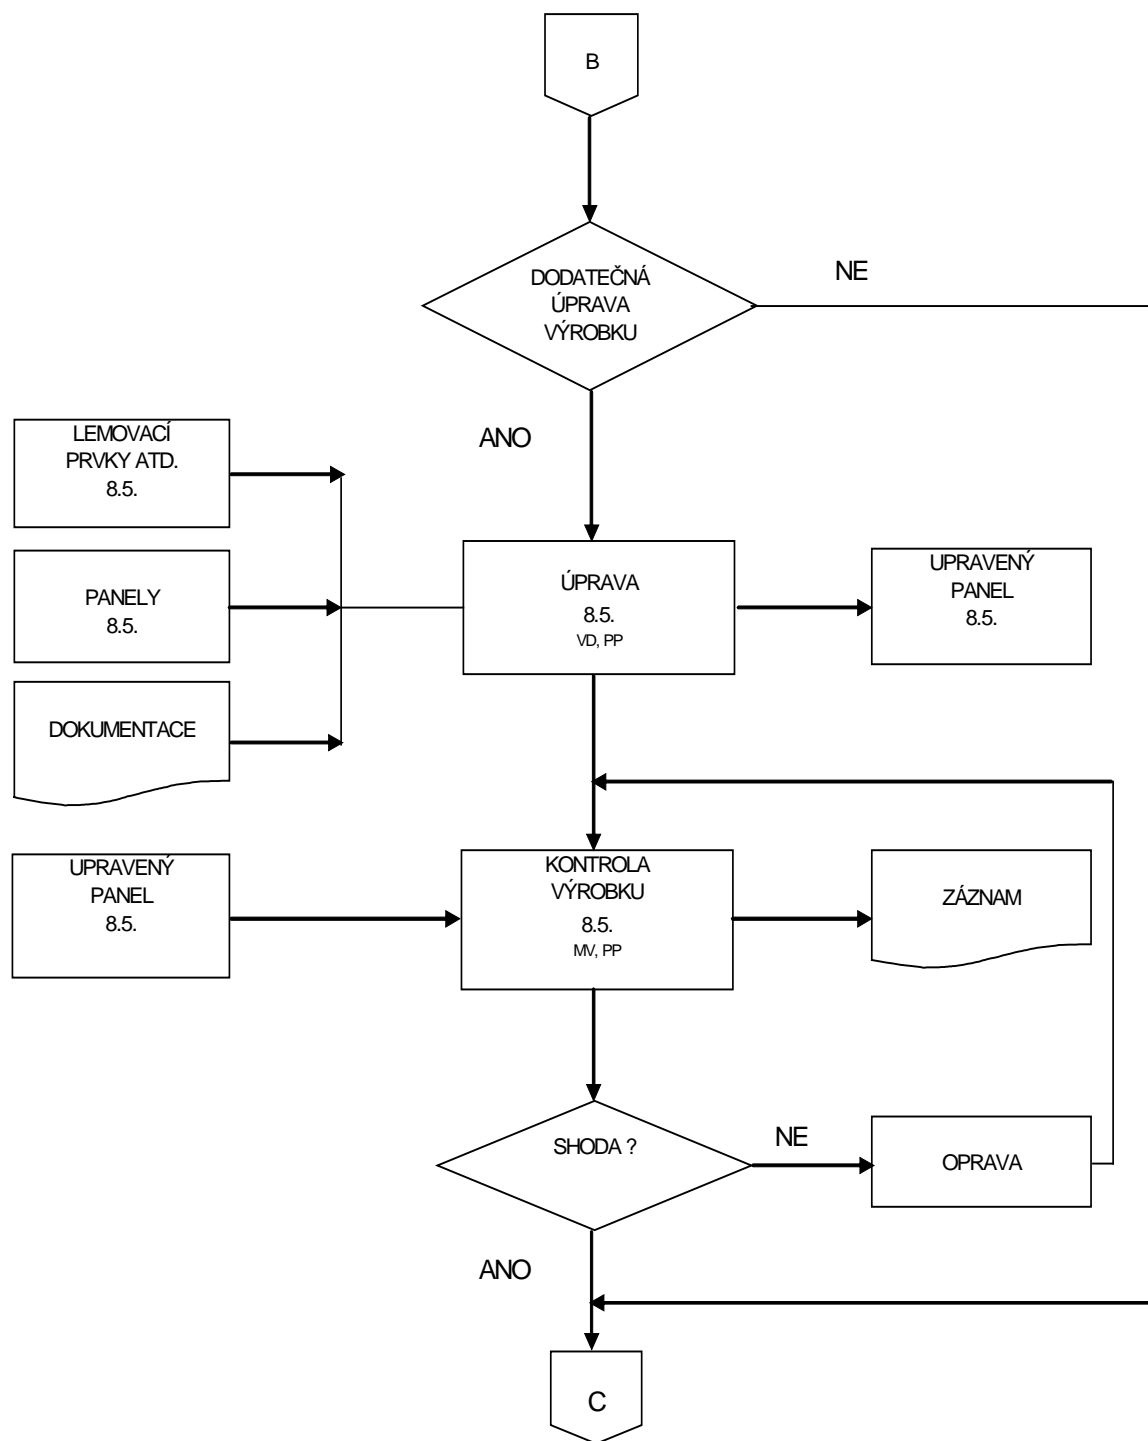 B
DODATEČNÁ
ÚPRAVA
VÝROBKU
NE
ANO
LEMOVACÍ
PRVKY ATD.
8.5.
PANELY
8.5.
DOKUMENTACE
ÚPRAVA
8.5.
VD, PP
UPRAVENÝ
PANEL
8.5.
UPRAVENÝ
PANEL
8.5.
KONTROLA
VÝROBKU
8.5.
MV, PP
ZÁZNAM
SHODA ?
NE
OPRAVA
ANO
C